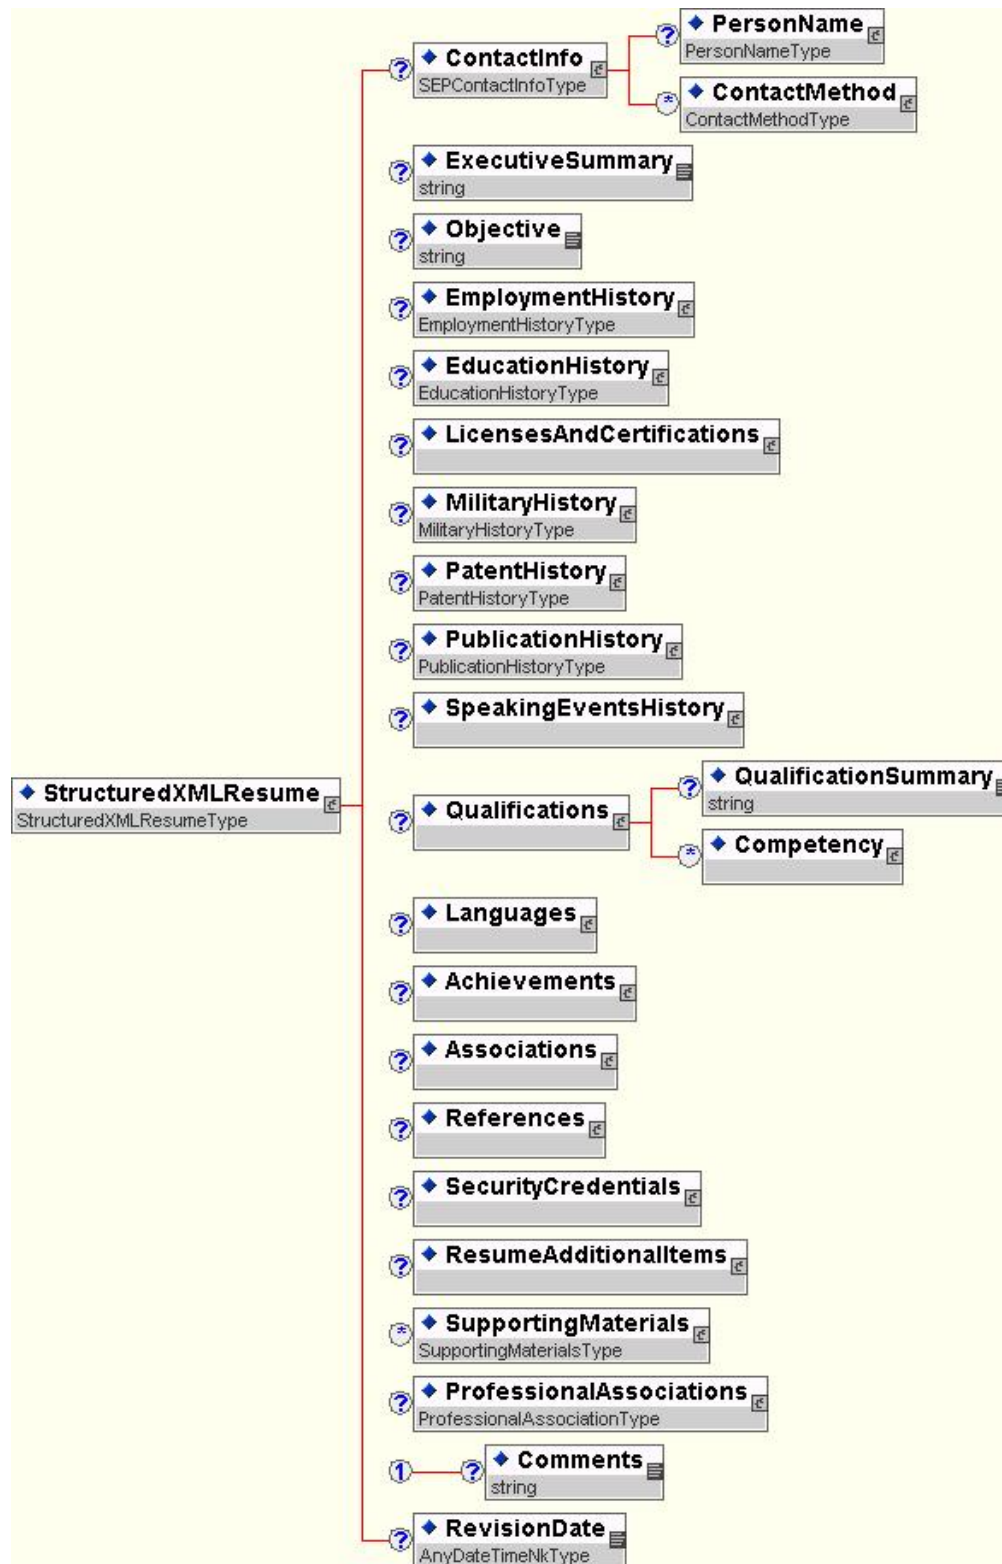 PersonName
PersonNameType
ContactInfo
SEPContactInfoType
ContactMethod
ContactMethodType
ExecutiveSummary
string
Objective
string
EmploymentHistory
EmploymentHistoryType
EducationHistory
EducationHistoryType
LicensesAndCertifications
MilitaryHistory
MilitaryHistoryType
PatentHistory
PatentHistoryType
PublicationHistory
PublicationHistoryType
SpeakingEventsHistory
StructuredXMLResume
StructuredXMLResumeType
QualificationSummary
string
Qualifications
Competency
Languages
Achievements
Associations
References
SecurityCredentials
ResumeAdditionalItems
SupportingMaterials
SupportingMaterialsType
ProfessionalAssociations
ProfessionalAssociationType
1
Comments
string
RevisionDate
AnyDateTimeNkType